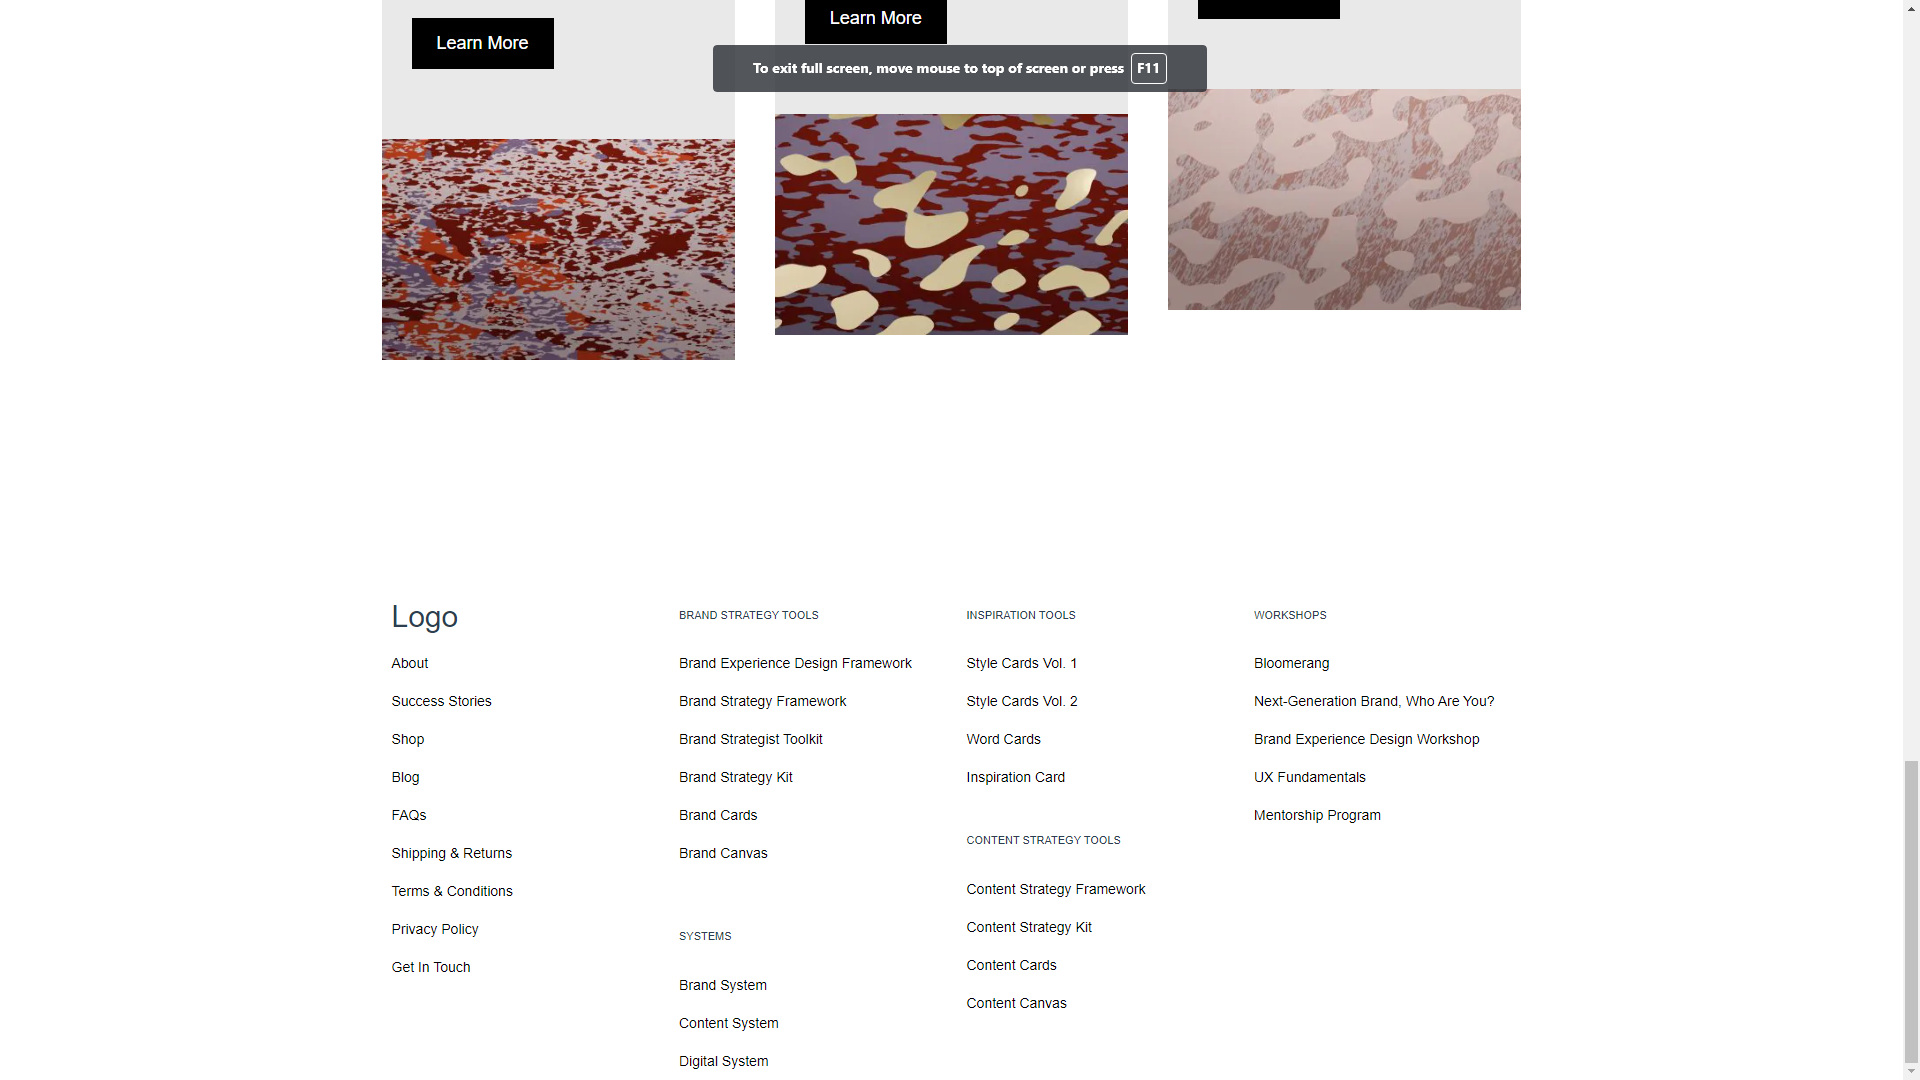 Learn More
Learn More
To exit full screen, move mouse to top of screen or press F11
Logo
About
Success Stories
Shop
Blog
FAQs
Shipping & Returns
Terms & Conditions
Privacy Policy
Get In Touch
BRAND STRATEGY TOOLS
Brand Experience Design Framework
Brand Strategy Framework
Brand Strategist Toolkit
Brand Strategy Kit
Brand Cards
Brand Canvas
SYSTEMS
Brand System
Content System
Digital System
INSPIRATION TOOLS
Style Cards Vol. 1
Style Cards Vol. 2
Word Cards
Inspiration Card
CONTENT STRATEGY TOOLS
Content Strategy Framework
Content Strategy Kit
Content Cards
Content Canvas
WORKSHOPS
Bloomerang
Next-Generation Brand, Who Are You?
Brand Experience Design Workshop
UX Fundamentals
Mentorship Program